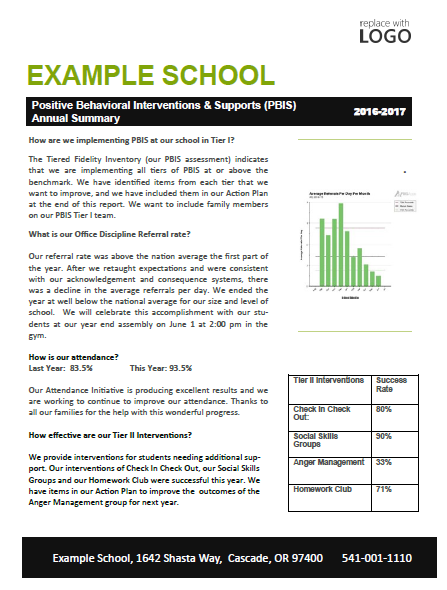 replace with
LOGO
EXAMPLE SCHOOL
Positive Behavioral Interventions & Supports (PBIS)
Annual Summary
2016-2017
How are we implementing PBIS at our school in Tier I?
The Tiered Fidelity Inventory (our PBIS assessment) indicates
that we are implementing all tiers of PBIS at or above the
benchmark. We have identified items from each tier that we
want to improve, and we have included them in our Action Plan
at the end of this report. We want to include family members
on our PBIS Tier I team.
What is our Office Discipline Referral rate?
Our referral rate was above the nation average the first part of
the year. After we retaught expectations and were consistent
with our acknowledgement and consequence systems, there
was a decline in the average referrals per day. We ended the
year at well below the national average for our size and level of
school. We will celebrate this accomplishment with our stu-
dents at our year end assembly on June 1 at 2:00 pm in the
gym.
Average Referrals Per Day Per Month
How is our attendance?
Last Year: 83.5% This Year: 93.5%
Our Attendance Initiative is producing excellent results and we
are working to continue to improve our attendance. Thanks to
all our families for the help with this wonderful progress.
How effective are our Tier II Interventions?
We provide interventions for students needing additional sup-
port. Our interventions of Check In Check Out, our Social Skills
Groups and our Homework Club were successful this year. We
have items in our Action Plan to improve the outcomes of the
Anger Management group for next year.
Tier II Interventions Success
Rate
Check In Check 80%
Out:
Social Skills 90%
Groups
Anger Management 33%
Homework Club 71%
Example School, 1642 Shasta Way, Cascade, OR 97400 541-001-1110